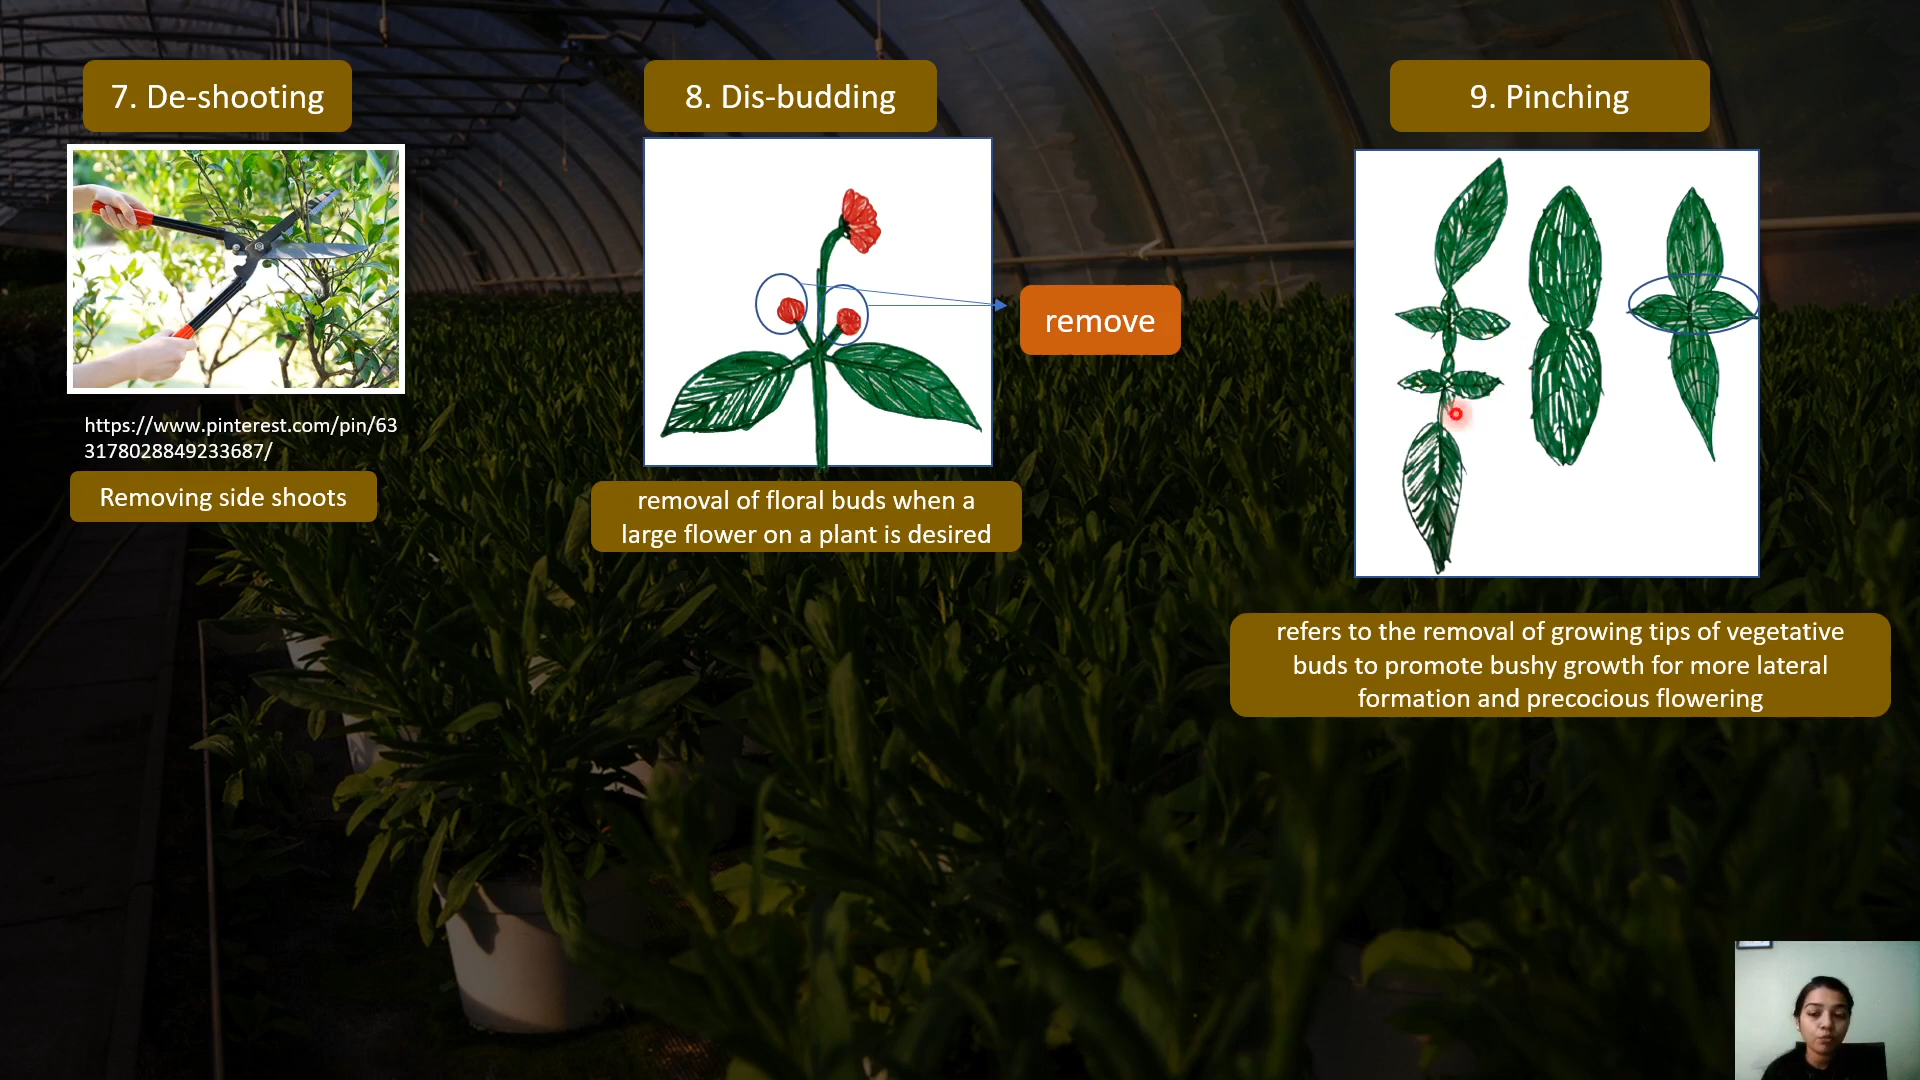 7. De-shooting
https://www.pinterest.com/pin/63
3178028849233687/
Removing side shoots
8. Dis-budding
remove
removal of floral buds when a
large flower on a plant is desired
9. Pinching
refers to the removal of growing tips of vegetative
buds to promote bushy growth for more lateral
formation and precocious flowering